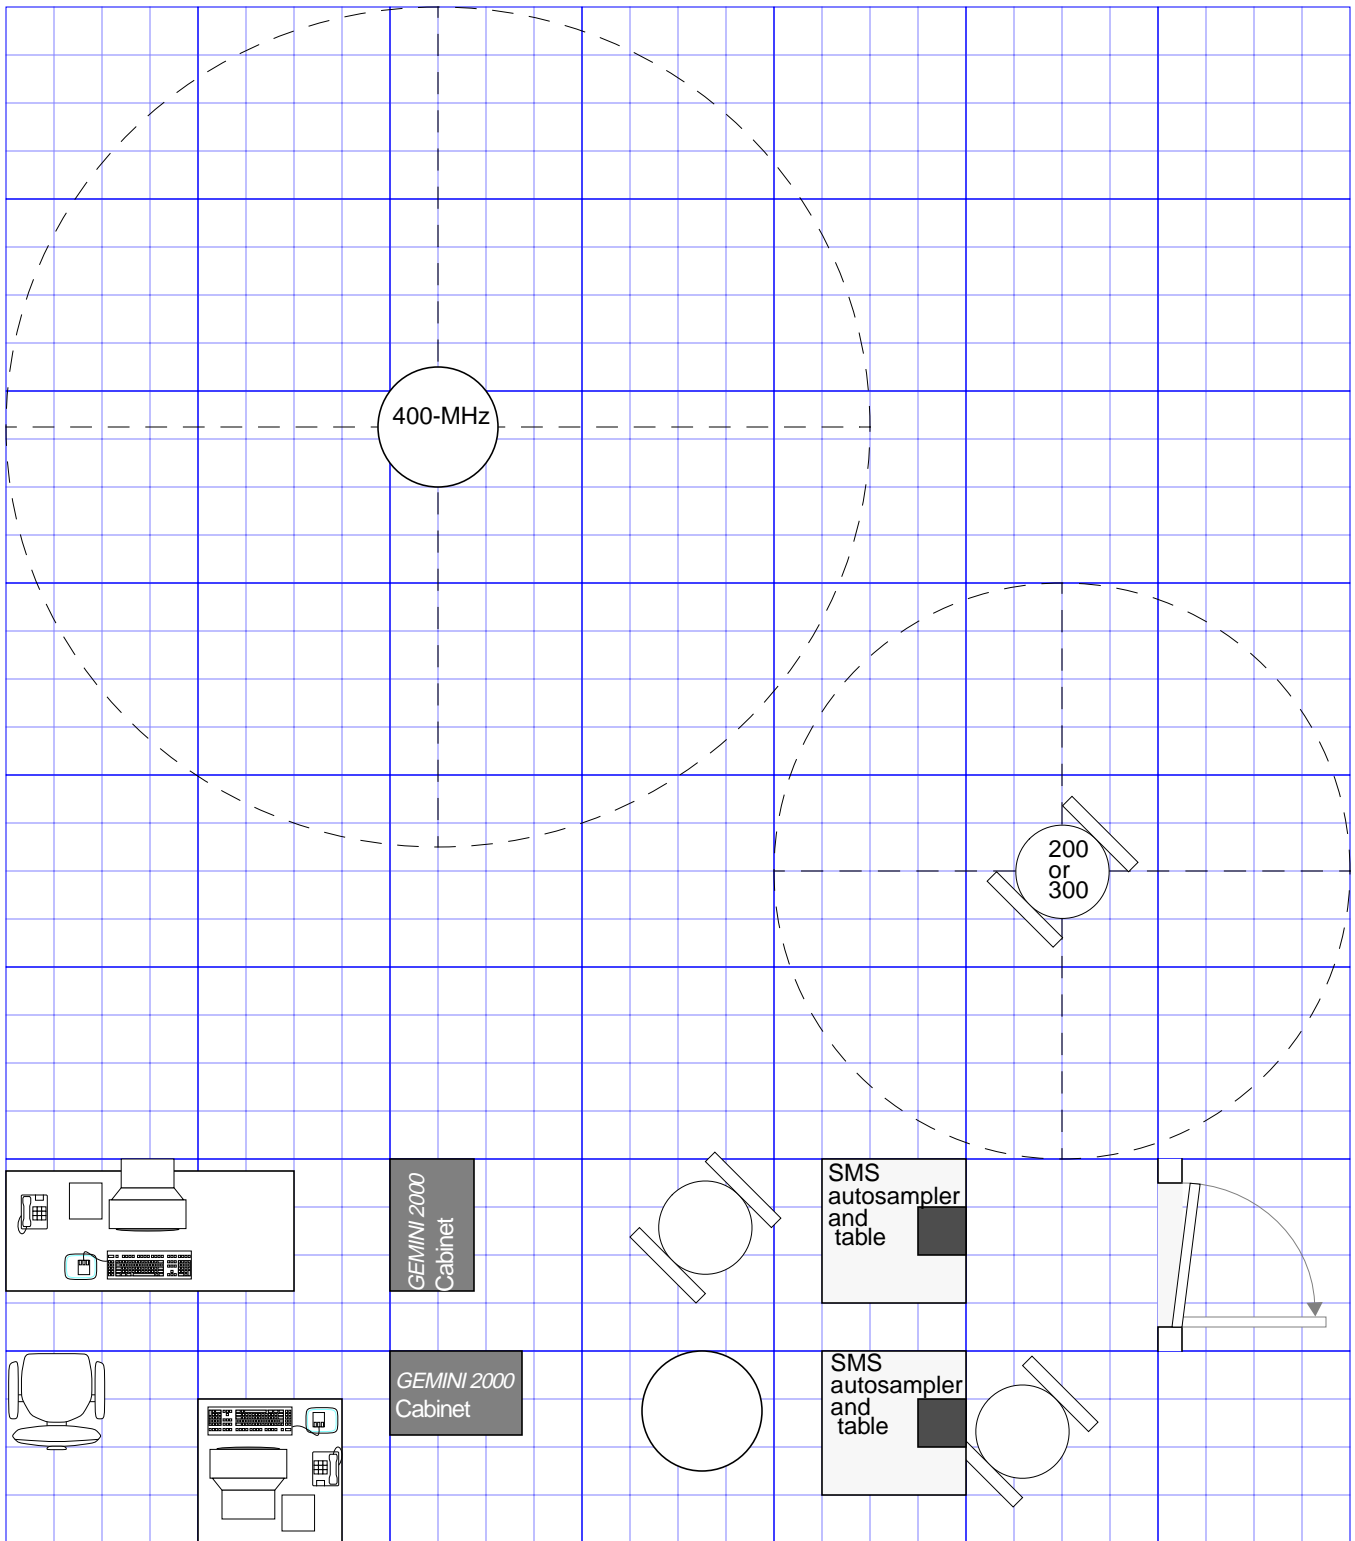 400-MHz
200
or
300
GEMINI 2000
Cabinet
SMS
autosampler
and
table
GEMINI 2000
Cabinet
SMS
autosampler
and
table